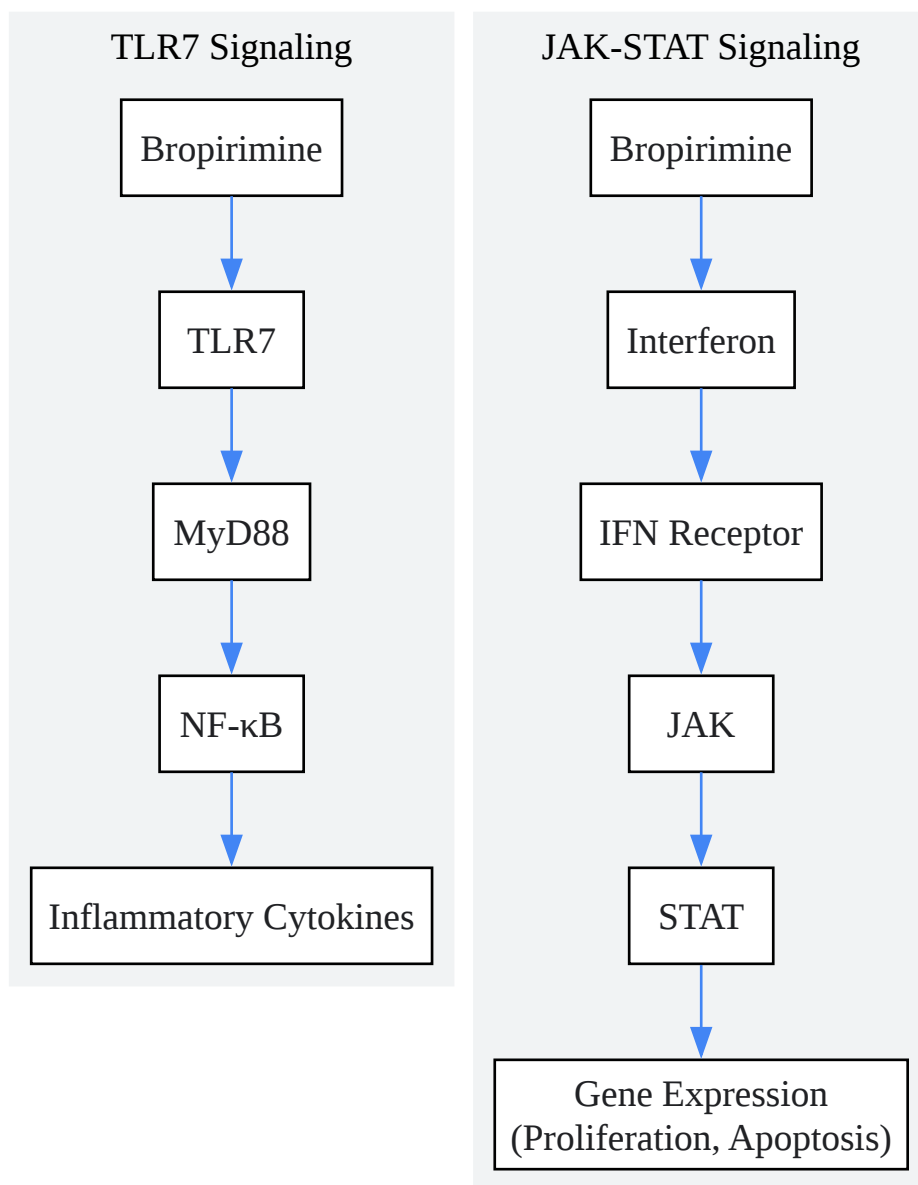 TLR7 Signaling
Bropirimine
TLR7
MyD88
NF-κB
Inflammatory Cytokines
JAK-STAT Signaling
Bropirimine
Interferon
IFN Receptor
JAK
STAT
Gene Expression
(Proliferation, Apoptosis)